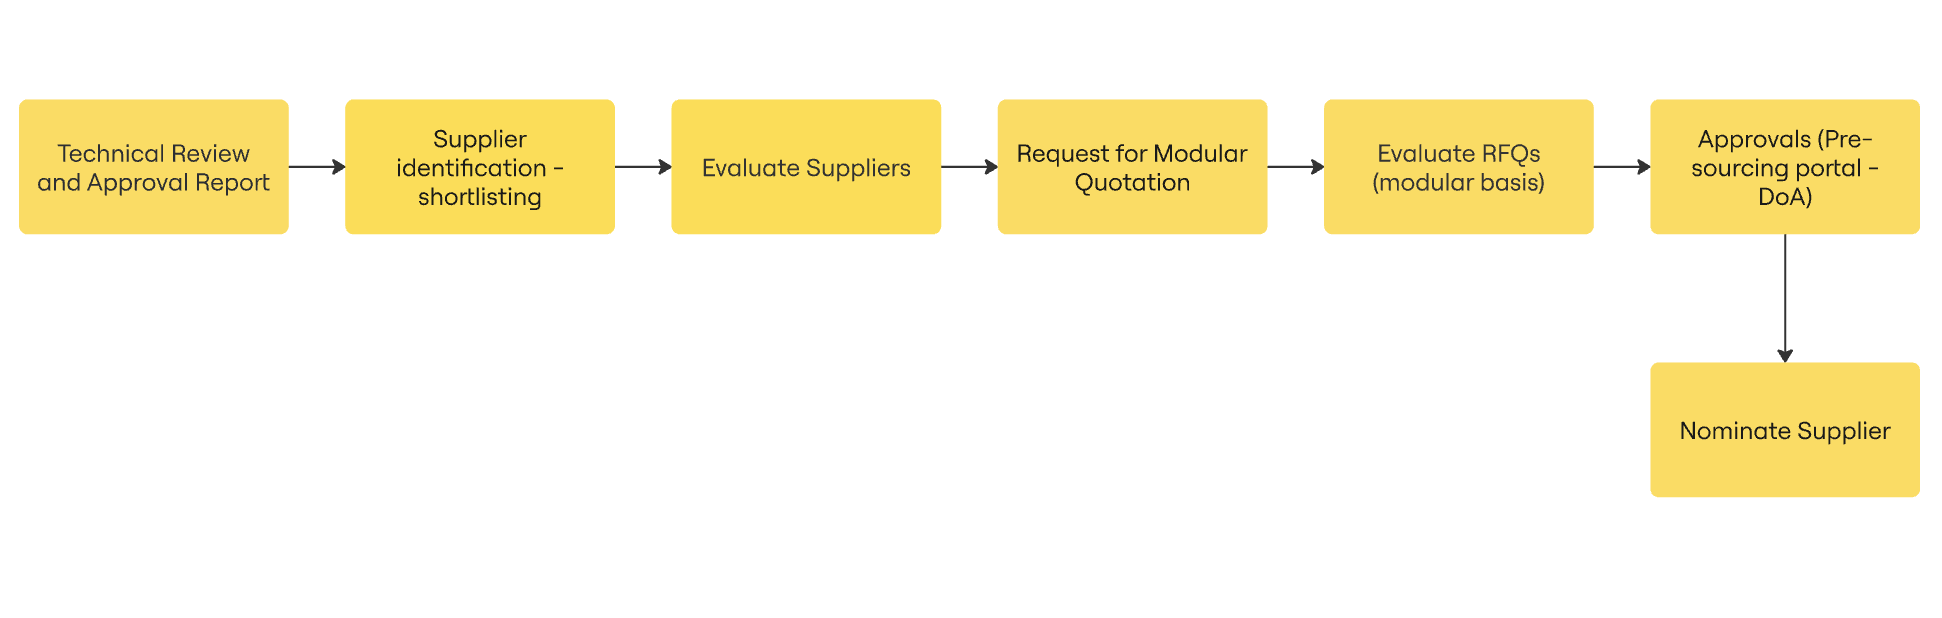 Technical Review
and Approval Report
Supplier
identification -
shortlisting
Evaluate Suppliers
Request for Modular
Quotation
Evaluate RFQs
(modular basis)
Approvals (Pre-
sourcing portal -
DoA)
Nominate Supplier